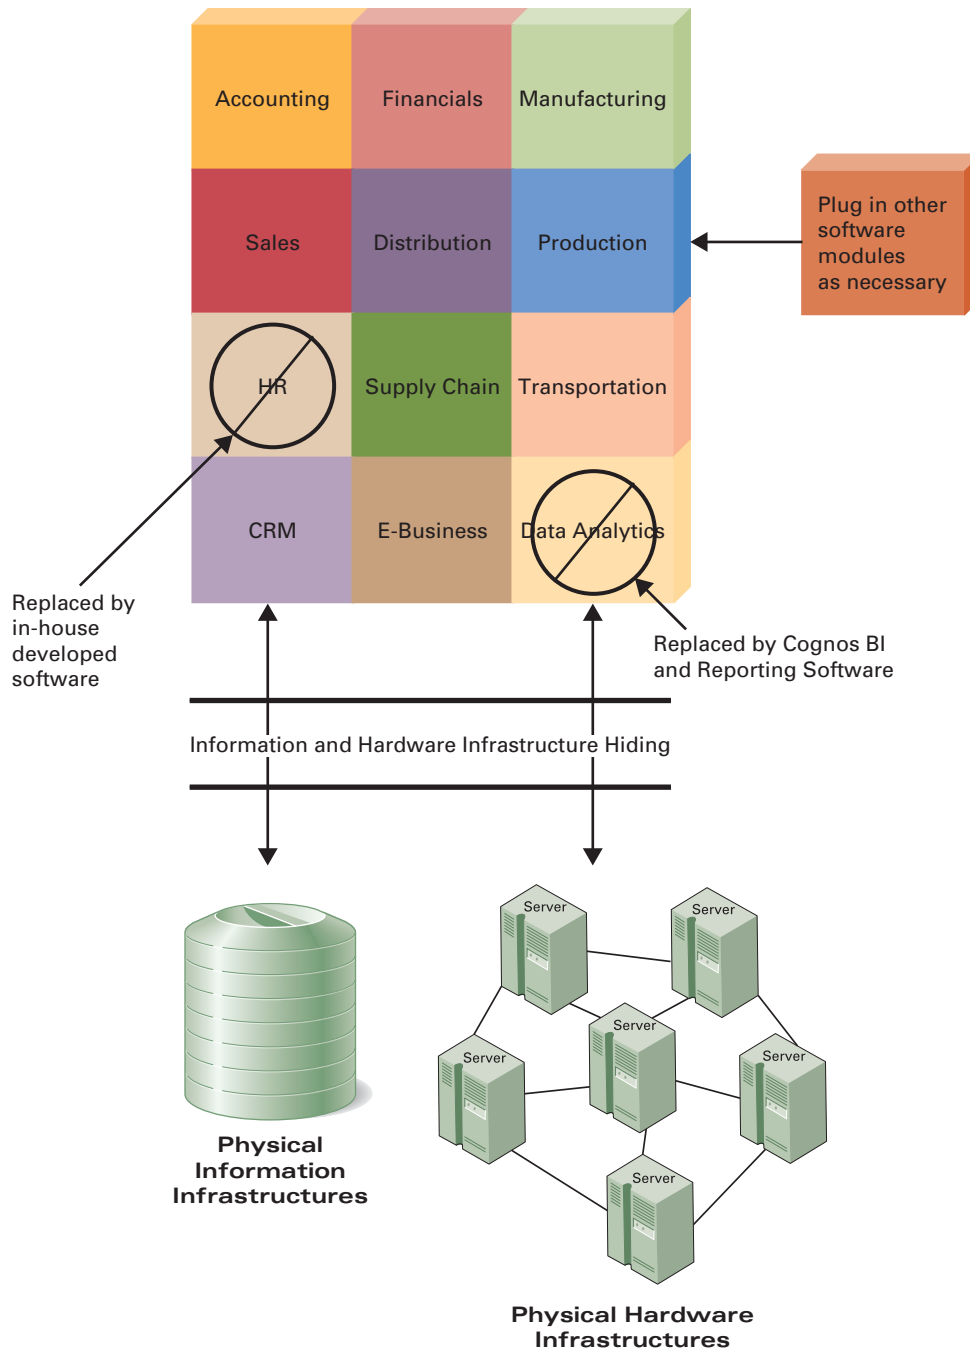 Accounting
Financials
Manufacturing
Sales
Distribution
Production
Plug in other
software
modules
as necessary
HR
Supply Chain
Transportation
CRM
E-Business
Data Analytics
Replaced by
in-house
developed
software
Replaced by Cognos BI
and Reporting Software
Information and Hardware Infrastructure Hiding
Server
Server
Server
Server
Server
Server
Physical
Information
Infrastructures
Physical Hardware
Infrastructures